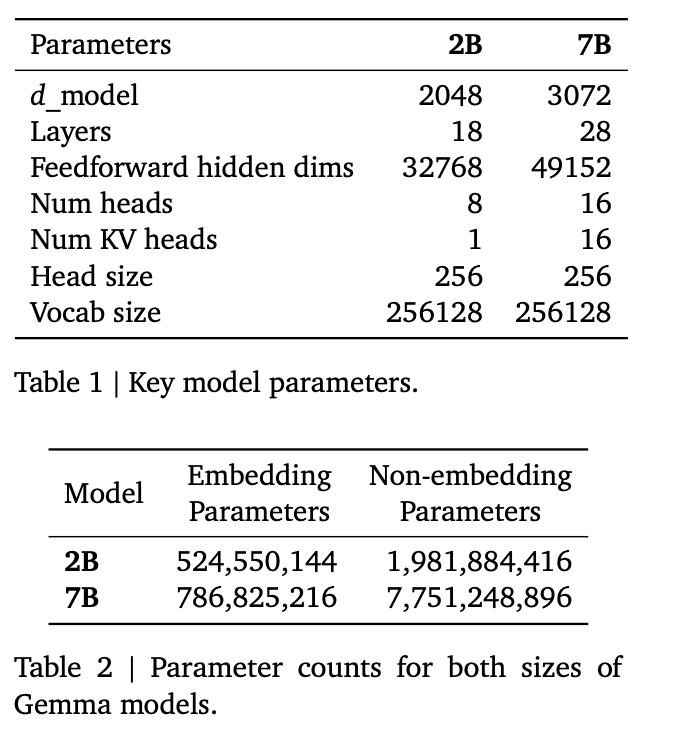 Parameters 2B 7B
d_model 2048 3072
Layers 18 28
Feedforward hidden dims 32768 49152
Num heads 8 16
Num KV heads 1 16
Head size 256 256
Vocab size 256128 256128
Table 1 | Key model parameters.
Model Embedding Parameters Non-embedding Parameters
2B 524,550,144 1,981,884,416
7B 786,825,216 7,751,248,896
Table 2 | Parameter counts for both sizes of
Gemma models.